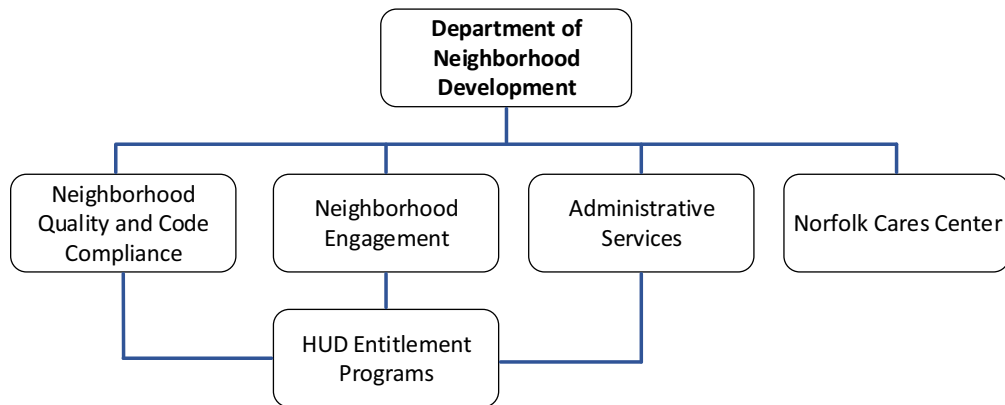 Department of
Neighborhood
Development
Neighborhood
Quality and Code
Compliance
Neighborhood
Engagement
Administrative
Services
Norfolk Cares Center
HUD Entitlement
Programs